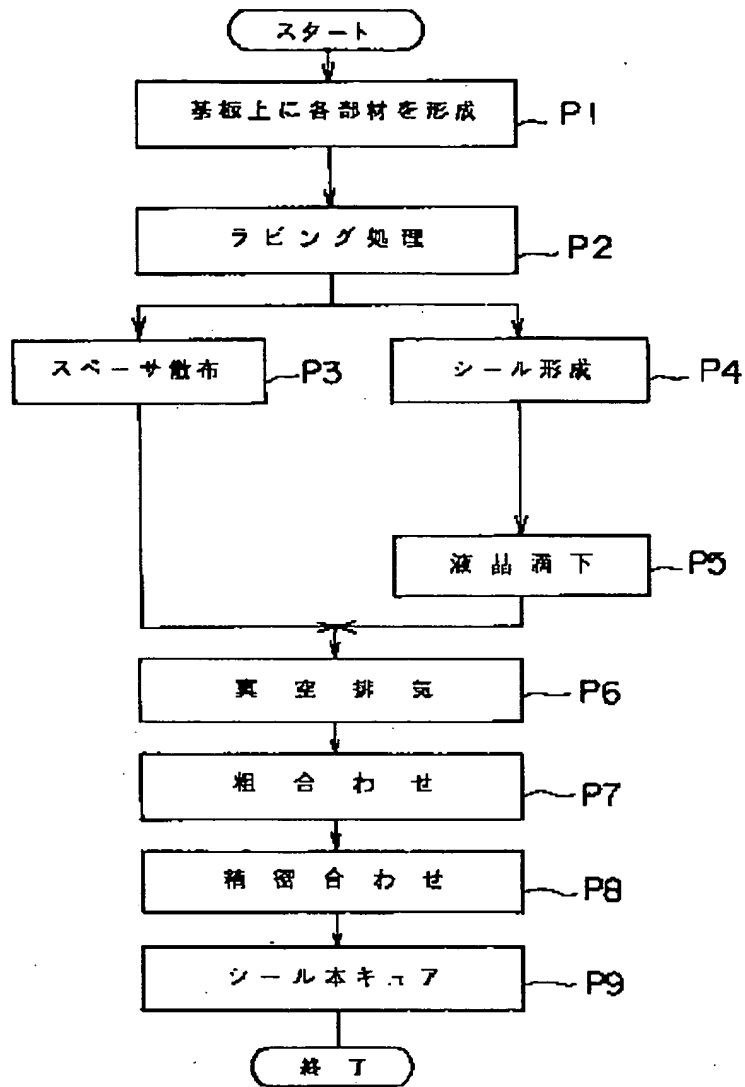 スタート
基板上に各部材を形成 P1
ラビング処理 P2
スペーサ散布 P3
シール形成 P4
液晶滴下 P5
真空排気 P6
粗合わせ P7
精密合わせ P8
シール本キュア P9
終了